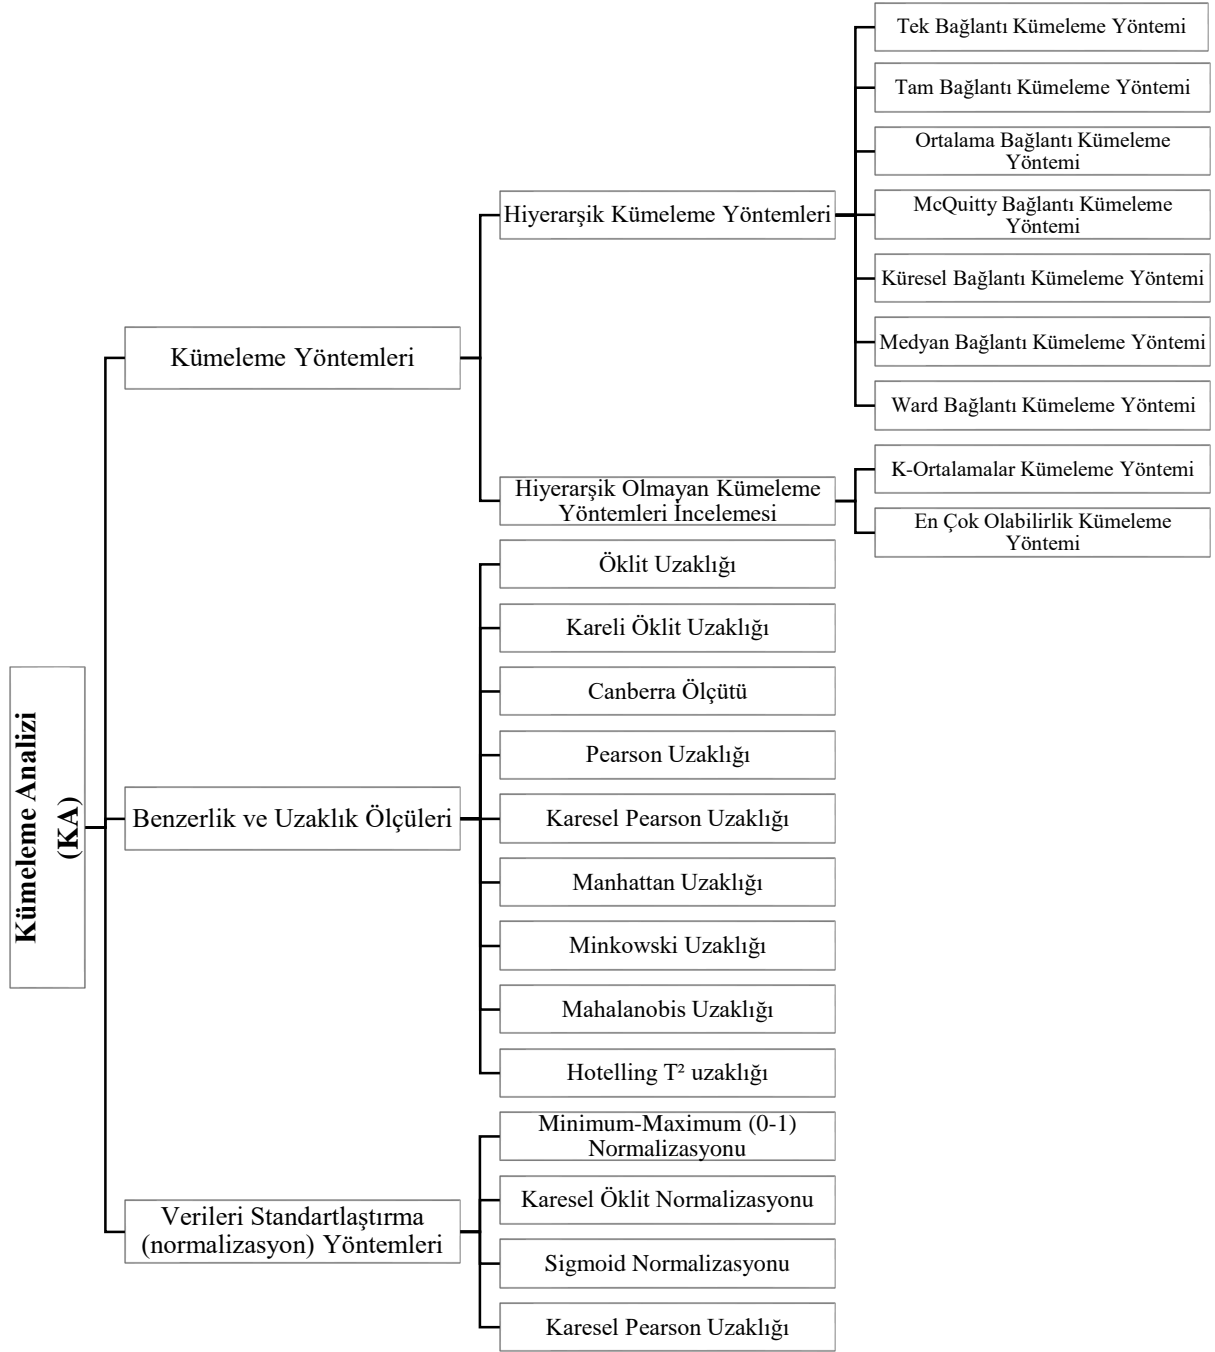 Kümeleme Analizi
(KA)
Kümeleme Yöntemleri
Hiyerarşik Kümeleme Yöntemleri
Tek Bağlantı Kümeleme Yöntemi
Tam Bağlantı Kümeleme Yöntemi
Ortalama Bağlantı Kümeleme
Yöntemi
McQuitty Bağlantı Kümeleme
Yöntemi
Küresel Bağlantı Kümeleme Yöntemi
Medyan Bağlantı Kümeleme Yöntemi
Ward Bağlantı Kümeleme Yöntemi
Hiyerarşik Olmayan Kümeleme
Yöntemleri İncelemesi
K-Ortalamalar Kümeleme Yöntemi
En Çok Olabilirlik Kümeleme
Yöntemi
Benzerlik ve Uzaklık Ölçüleri
Öklit Uzaklığı
Kareli Öklit Uzaklığı
Canberra Ölçütü
Pearson Uzaklığı
Karesel Pearson Uzaklığı
Manhattan Uzaklığı
Minkowski Uzaklığı
Mahalanobis Uzaklığı
Hotelling T² uzaklığı
Verileri Standartlaştırma
(normalizasyon) Yöntemleri
Minimum-Maximum (0-1)
Normalizasyonu
Karesel Öklit Normalizasyonu
Sigmoid Normalizasyonu
Karesel Pearson Uzaklığı